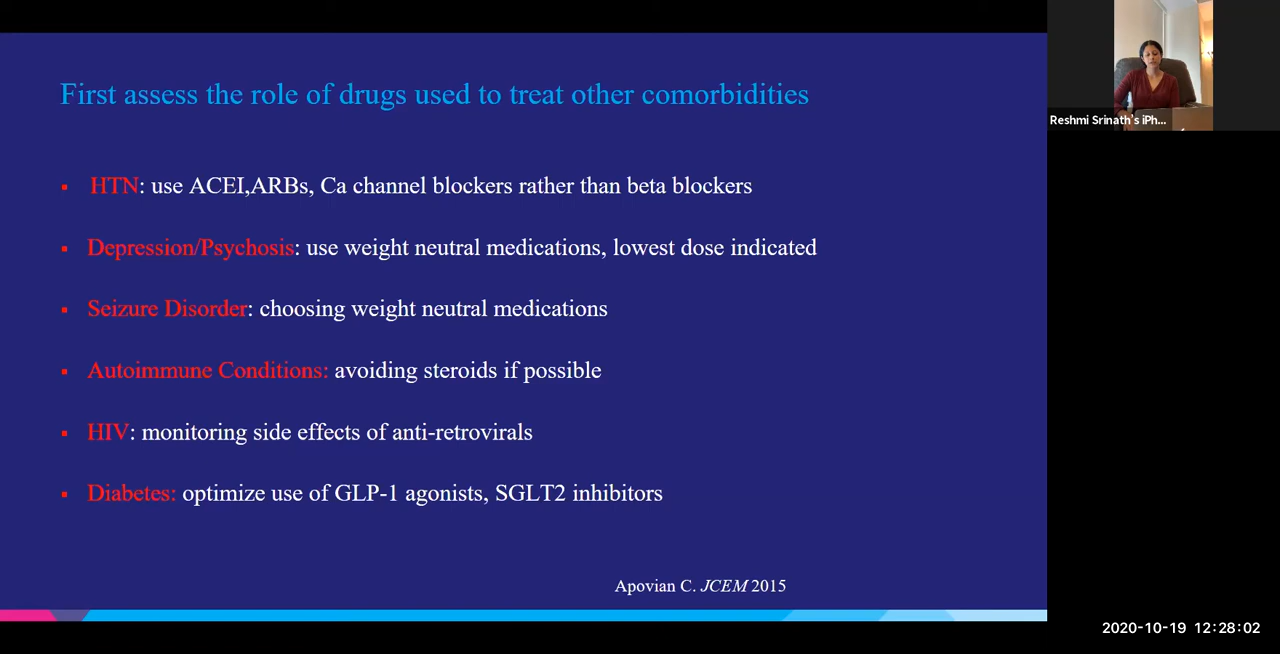 First assess the role of drugs used to treat other comorbidities
HTN: use ACEI,ARBs, Ca channel blockers rather than beta blockers
Depression/Psychosis: use weight neutral medications, lowest dose indicated
Seizure Disorder: choosing weight neutral medications
Autoimmune Conditions: avoiding steroids if possible
HIV: monitoring side effects of anti-retrovirals
Diabetes: optimize use of GLP-1 agonists, SGLT2 inhibitors
Apovian C. JCEM 2015
Reshmi Srinath's iPh...
2020-10-19 12:28:02